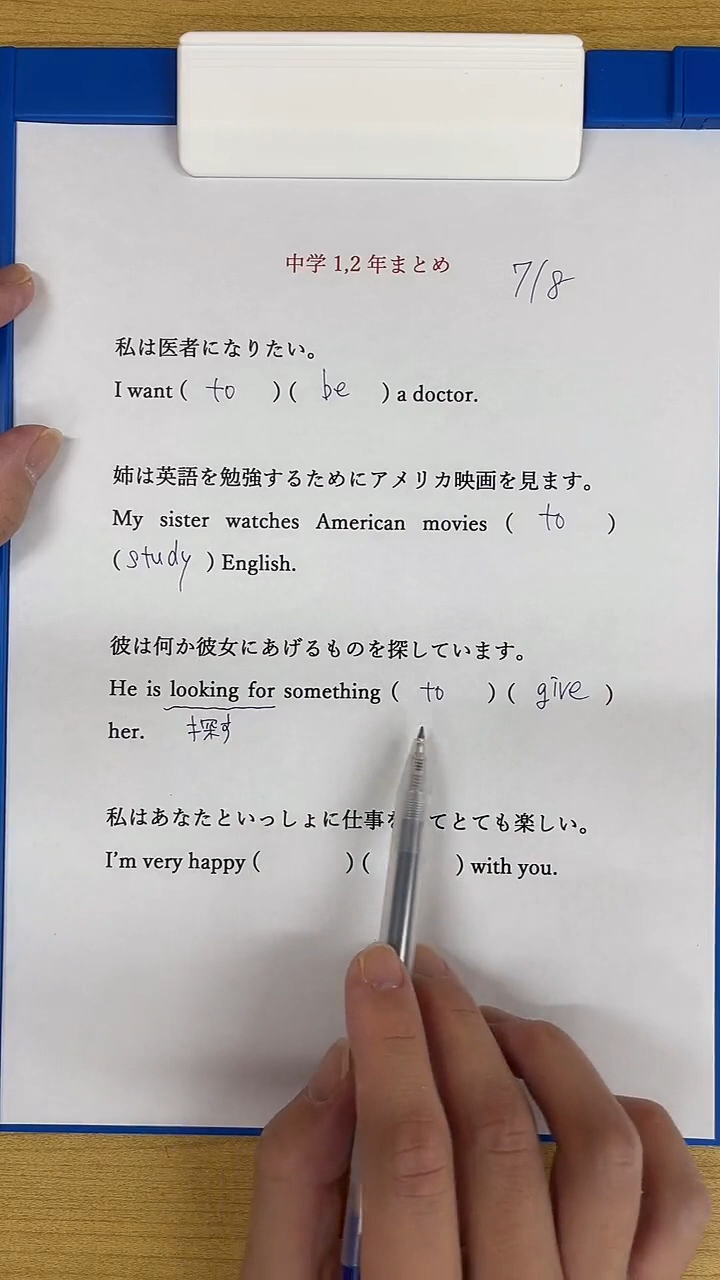 中学 1,2 年まとめ 7/8
私は医者になりたい。
I want ( to ) ( be ) a doctor.
姉は英語を勉強するためにアメリカ映画を見ます。
My sister watches American movies ( to )
( study ) English.
彼は何か彼女にあげるものを探しています。
He is looking for something ( to ) ( give )
her. 探す
私はあなたといっしょに仕事を てとても楽しい。
I'm very happy ( ) ( ) with you.